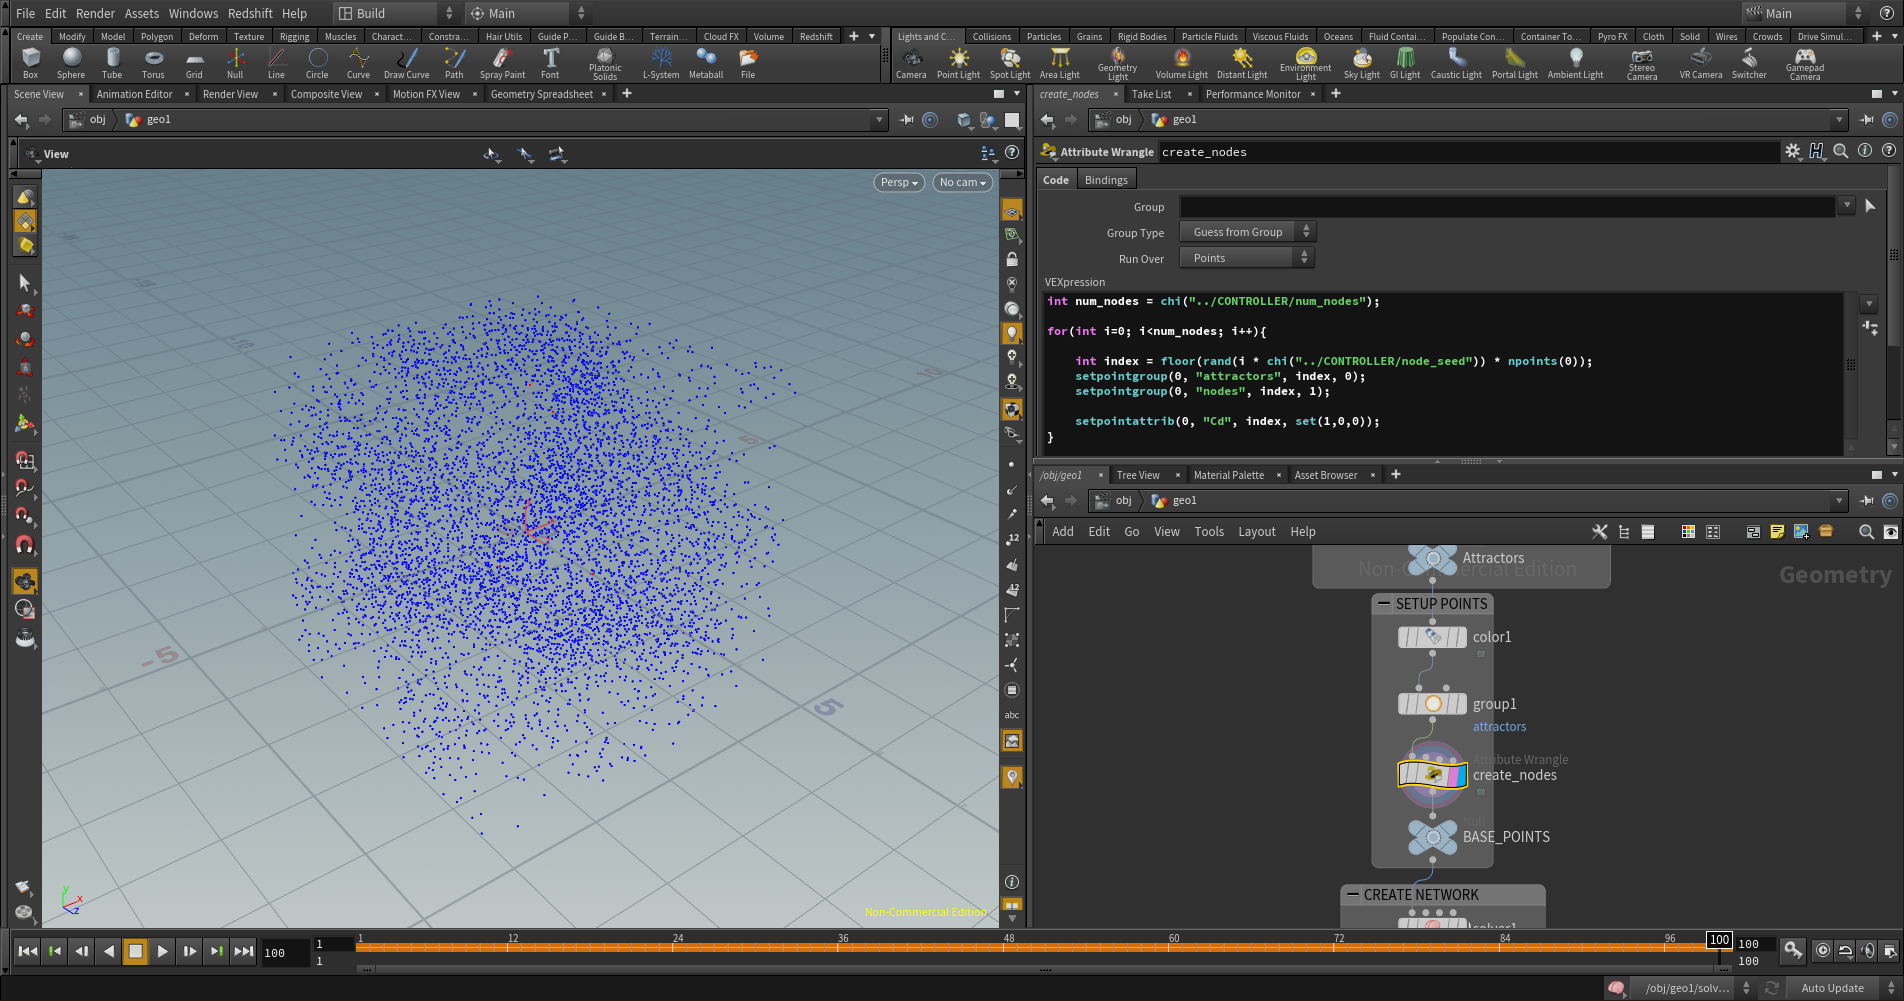 File Edit Render Assets Windows Redshift Help Build Main Main
Create Modify Model Polygon Deform Texture Rigging Muscles Charact... Constra... Hair Utils Guide P... Guide B... Terrain... Cloud FX Volume Redshift
Lights and C... Collisions Particles Grains Rigid Bodies Particle Fluids Viscous Fluids Oceans Fluid Contai... Populate Con... Container To... Pyro FX Cloth Solid Wires Crowds Drive Simul...
Box Sphere Tube Torus Grid Null Line Circle Curve Draw Curve Path Spray Paint Font Platonic Solids L-System Metaball File
Camera Point Light Spot Light Area Light Geometry Light Volume Light Distant Light Environment Light Sky Light GI Light Caustic Light Portal Light Ambient Light Stereo Camera VR Camera Switcher Gamepad Camera
Scene View Animation Editor Render View Composite View Motion FX View Geometry Spreadsheet
obj geo1
View
Persp No cam
-10
-5
10
5
-5
5
12
12
abc
y
x
z
Non-Commercial Edition
create_nodes Take List Performance Monitor
obj geo1
Attribute Wrangle create_nodes
Code Bindings
Group
Group Type Guess from Group
Run Over Points
VEXpression
int num_nodes = chi("../CONTROLLER/num_nodes");
for(int i=0; i<num_nodes; i++){
int index = floor(rand(i * chi("../CONTROLLER/node_seed")) * npoints(0));
setpointgroup(0, "attractors", index, 0);
setpointgroup(0, "nodes", index, 1);
setpointattrib(0, "Cd", index, set(1,0,0));
}
/obj/geo1 Tree View Material Palette Asset Browser
obj geo1
Add Edit Go View Tools Layout Help
Attractors
Non-Commercial Edition
Geometry
SETUP POINTS
color1
group1
attractors
Attribute Wrangle
create_nodes
Null
BASE_POINTS
CREATE NETWORK
solver1
100
1
1
1 12 24 36 48 60 72 84 96 100
100
100
/obj/geo1/solv... Auto Update